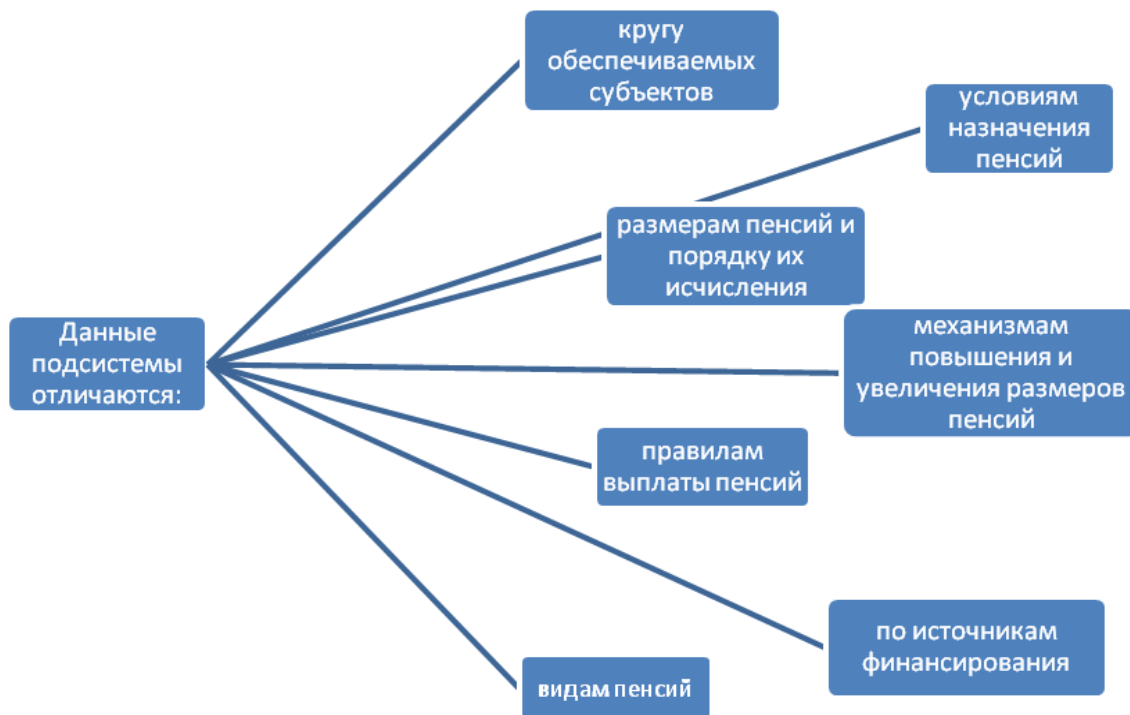 кругу
обеспечиваемых
субъектов
условиям
назначения
пенсий
размерам пенсий и
порядку их
исчисления
Данные
подсистемы
отличаются:
механизмам
повышения и
увеличения размеров
пенсий
правилам
выплаты пенсий
по источникам
финансирования
видам пенсий